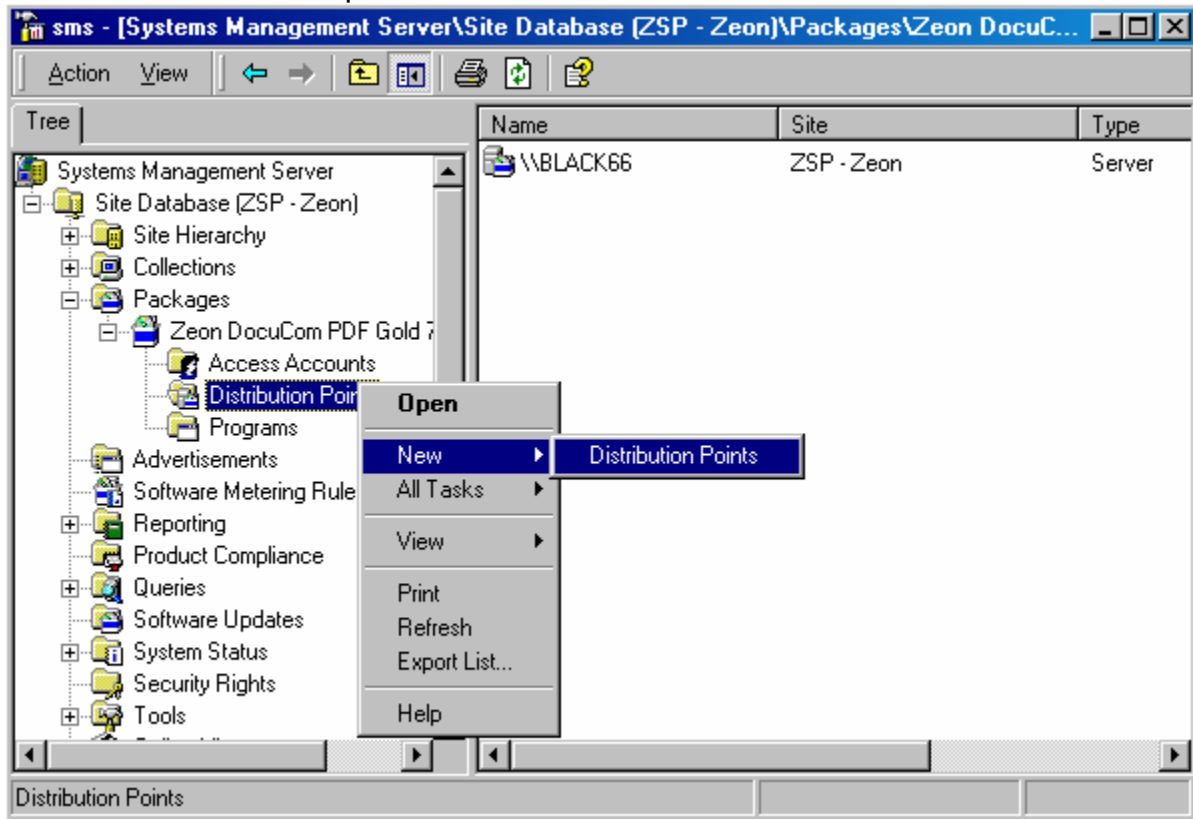 sms - [Systems Management Server\Site Database (ZSP - Zeon)\Packages\Zeon DocuC...
Action View
Tree
Name Site Type
Systems Management Server
\\BLACK66 ZSP - Zeon Server
Site Database (ZSP - Zeon)
Site Hierarchy
Collections
Packages
Zeon DocuCom PDF Gold 7
Access Accounts
Distribution Poin
Programs
Advertisements
Software Metering Rule
Reporting
Product Compliance
Queries
Software Updates
System Status
Security Rights
Tools
Open
New
Distribution Points
All Tasks
View
Print
Refresh
Export List...
Help
Distribution Points